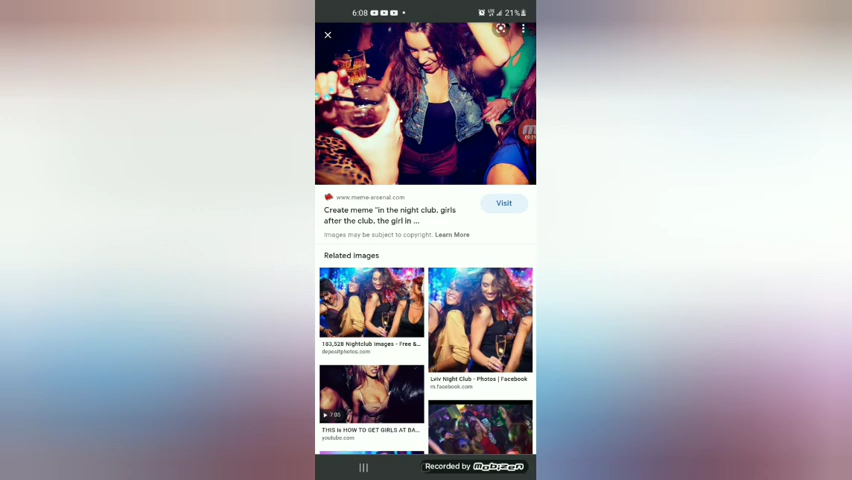 6:08
21%
www.meme-arsenal.com
Create meme "in the night club, girls
after the club, the girl in ...
Visit
Images may be subject to copyright. Learn More
Related images
163,528 Nightclub Images - Free &...
depositphotos.com
Lviv Night Club - Photos | Facebook
m.facebook.com
7:05
THIS is HOW TO GET GIRLS AT BA...
youtube.com
Recorded by mobizen